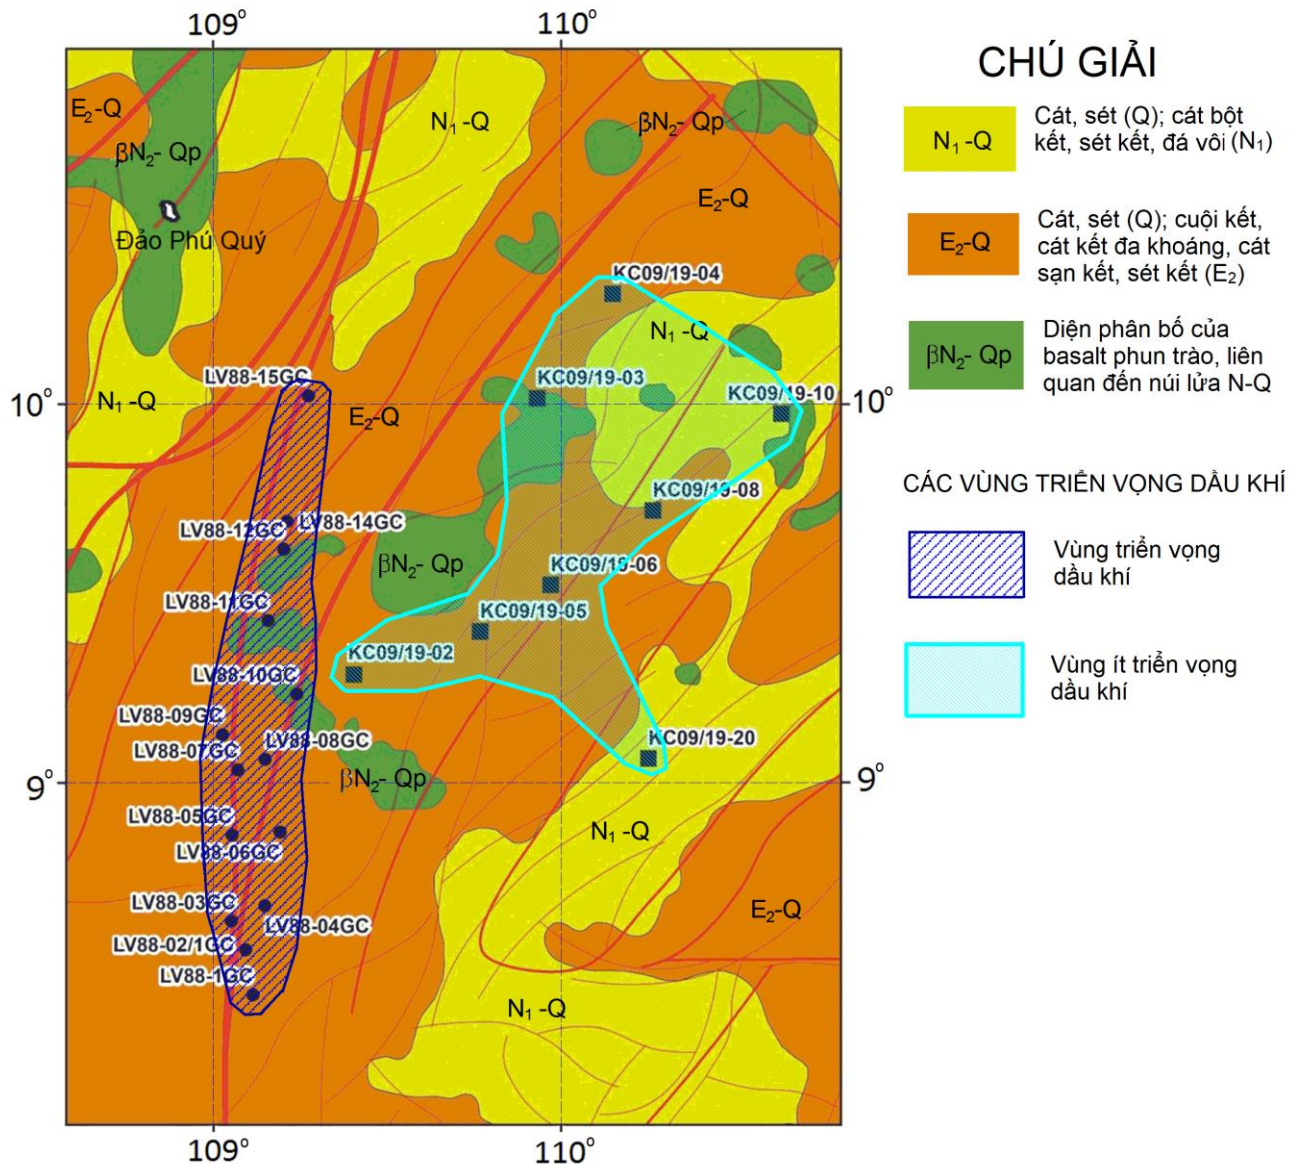 109°
110°
E₂-Q
N₁-Q
βN₂- Qp
βN₂- Qp
E₂-Q
Đảo Phú Quý
KC09/19-04
N₁-Q
LV88-15GC
KC09/19-03
KC09/19-10
10°
N₁-Q
E₂-Q
10°
KC09/19-08
LV88-14GC
LV88-12GC
βN₂- Qp
KC09/19-06
LV88-11GC
KC09/19-05
KC09/19-02
LV88-10GC
LV88-09GC
LV88-08GC
KC09/19-20
LV88-07GC
9°
βN₂- Qp
9°
LV88-05GC
N₁-Q
LV88-06GC
LV88-03GC
E₂-Q
LV88-04GC
LV88-02/1GC
LV88-1GC
N₁-Q
109°
110°
CHÚ GIẢI
N₁-Q
Cát, sét (Q); cát bột
kết, sét kết, đá vôi (N₁)
E₂-Q
Cát, sét (Q); cuội kết,
cát kết đa khoáng, cát
sạn kết, sét kết (E₂)
βN₂- Qp
Diện phân bố của
basalt phun trào, liên
quan đến núi lửa N-Q
CÁC VÙNG TRIỂN VỌNG DẦU KHÍ
Vùng triển vọng
dầu khí
Vùng ít triển vọng
dầu khí